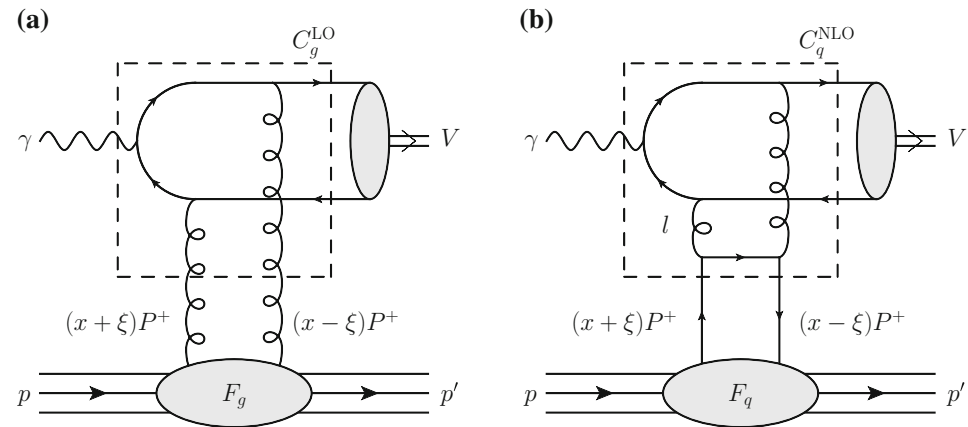 (a)
C_g^LO
γ
V
(x + ξ)P⁺
(x − ξ)P⁺
p
F_g
p′
(b)
C_q^NLO
γ
V
l
(x + ξ)P⁺
(x − ξ)P⁺
p
F_q
p′